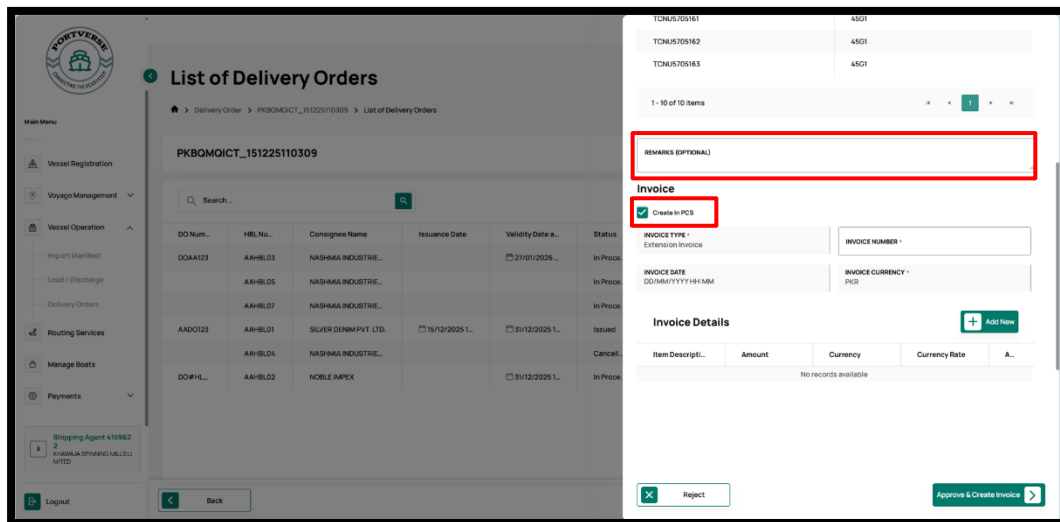 PORTVERSE
CONNECTING THE ECOSYSTEM
Main Menu
Vessel Registration
Voyage Management
Vessel Operation
Import Manifest
Load / Discharge
Delivery Orders
Routing Services
Manage Boats
Payments
S
Shipping Agent 415962
2
KHAWAJA SPINNING MILLS LI
MITED
Logout
List of Delivery Orders
> Delivery Order > PKBQMQICT_151225110309 > List of Delivery Orders
PKBQMQICT_151225110309
Search...
DO Num... HBL Nu... Consignee Name Issuance Date Validity Date a... Status
DOAA123 AAHBL03 NASHMIA INDUSTRIE... 27/01/2026 ... In Proce.
AAHBL05 NASHMIA INDUSTRIE... In Proce.
AAHBL07 NASHMIA INDUSTRIE... In Proce.
AADO123 AAHBL01 SILVER DENIM PVT. LTD. 15/12/2025 1... 31/12/2025 1... Issued
AAHBL04 NASHMIA INDUSTRIE... Cancell.
DO#HL... AAHBL02 NOBLE IMPEX 31/12/2025 1... In Proce.
Back
TCNU5705161 45G1
TCNU5705162 45G1
TCNU5705163 45G1
1 - 10 of 10 items 1
REMARKS (OPTIONAL)
Invoice
Create In PCS
INVOICE TYPE *
Extension Invoice
INVOICE NUMBER *
INVOICE DATE
DD/MM/YYYY HH:MM
INVOICE CURRENCY *
PKR
Invoice Details
Add New
Item Descripti... Amount Currency Currency Rate A...
No records available
Reject
Approve & Create Invoice